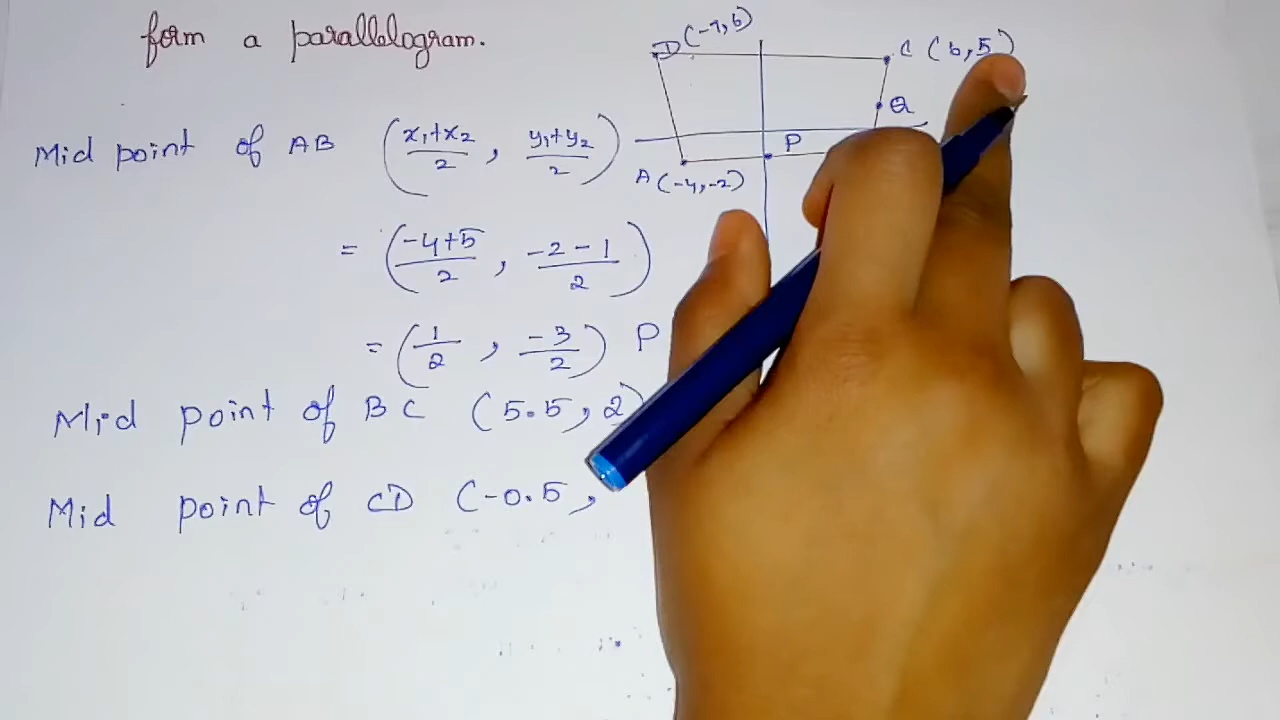 form a parallelogram.
D (-7,6)
C (6,5)
Q
Mid point of AB (x₁+x₂/2 , y₁+y₂/2)
P
A (-4,-2)
= (-4+5/2 , -2-1/2)
= (1/2 , -3/2) P
Mid point of BC (5.5, 2)
Mid point of CD (-0.5,